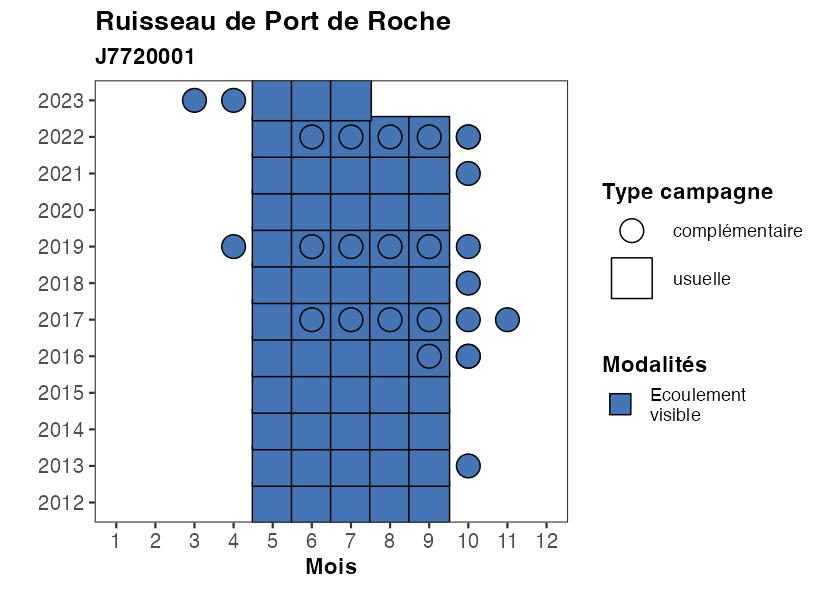 Ruisseau de Port de Roche
J7720001
2023
2022
2021
2020
2019
2018
2017
2016
2015
2014
2013
2012
1 2 3 4 5 6 7 8 9 10 11 12
Mois
Type campagne
complémentaire
usuelle
Modalités
Ecoulement
visible